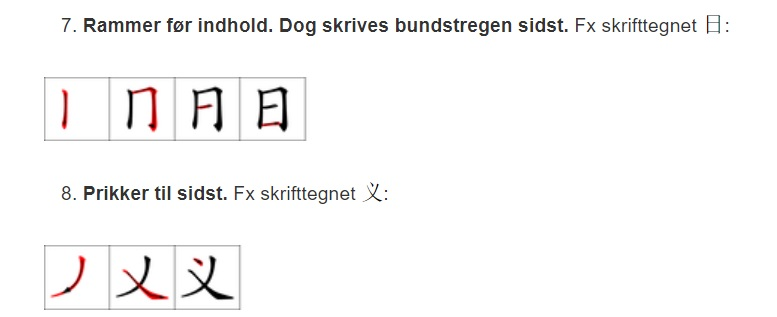 7. Rammer før indhold. Dog skrives bundstregen sidst. Fx skrifttegnet 日:
丨 冂 月 日
8. Prikker til sidst. Fx skrifttegnet 义:
丿 乂 义